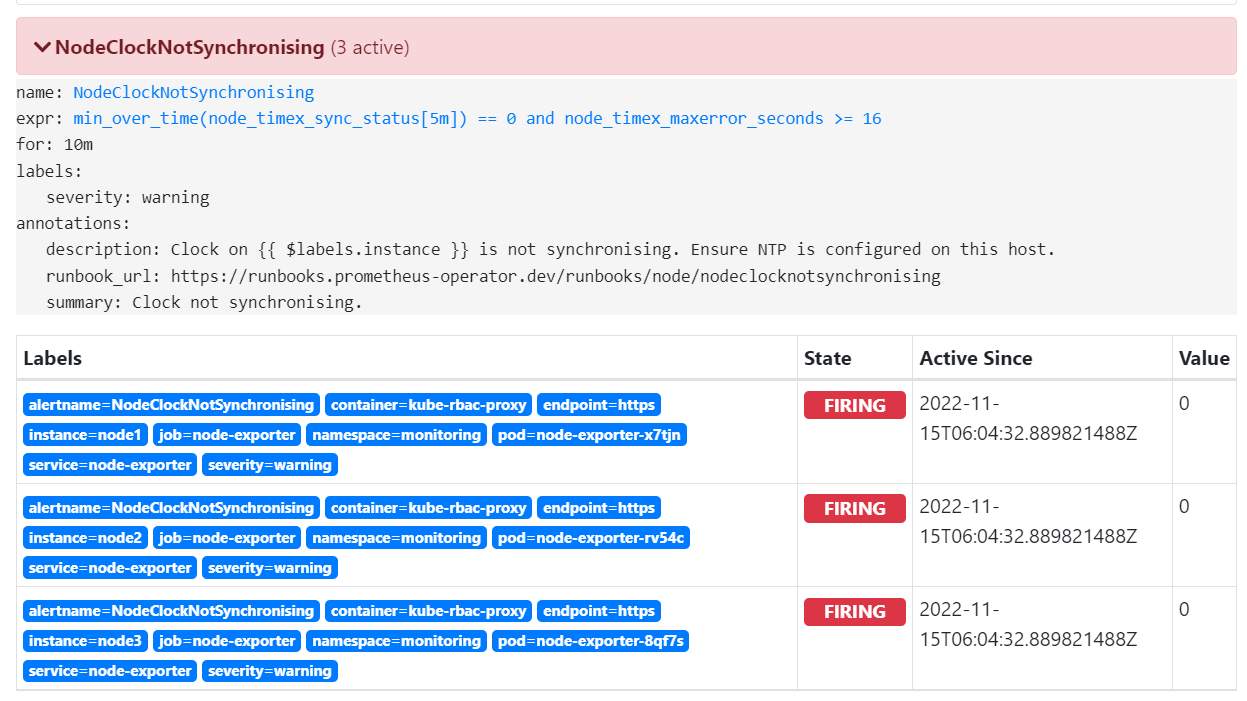 NodeClockNotSynchronising (3 active)
name: NodeClockNotSynchronising
expr: min_over_time(node_timex_sync_status[5m]) == 0 and node_timex_maxerror_seconds >= 16
for: 10m
labels:
severity: warning
annotations:
description: Clock on {{ $labels.instance }} is not synchronising. Ensure NTP is configured on this host.
runbook_url: https://runbooks.prometheus-operator.dev/runbooks/node/nodeclocknotsynchronising
summary: Clock not synchronising.
Labels State Active Since Value
alertname=NodeClockNotSynchronising container=kube-rbac-proxy endpoint=https FIRING 2022-11- 0
instance=node1 job=node-exporter namespace=monitoring pod=node-exporter-x7tjn 15T06:04:32.889821488Z
service=node-exporter severity=warning
alertname=NodeClockNotSynchronising container=kube-rbac-proxy endpoint=https FIRING 2022-11- 0
instance=node2 job=node-exporter namespace=monitoring pod=node-exporter-rv54c 15T06:04:32.889821488Z
service=node-exporter severity=warning
alertname=NodeClockNotSynchronising container=kube-rbac-proxy endpoint=https FIRING 2022-11- 0
instance=node3 job=node-exporter namespace=monitoring pod=node-exporter-8qf7s 15T06:04:32.889821488Z
service=node-exporter severity=warning